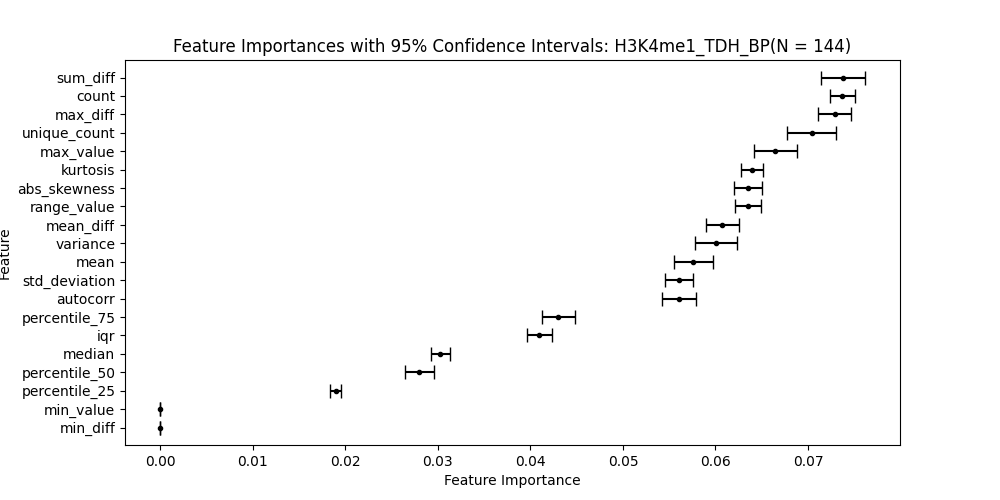 Feature Importances with 95% Confidence Intervals: H3K4me1_TDH_BP(N = 144)
sum_diff
count
max_diff
unique_count
max_value
kurtosis
abs_skewness
range_value
mean_diff
variance
mean
std_deviation
autocorr
percentile_75
iqr
median
percentile_50
percentile_25
min_value
min_diff
Feature
0.00 0.01 0.02 0.03 0.04 0.05 0.06 0.07
Feature Importance